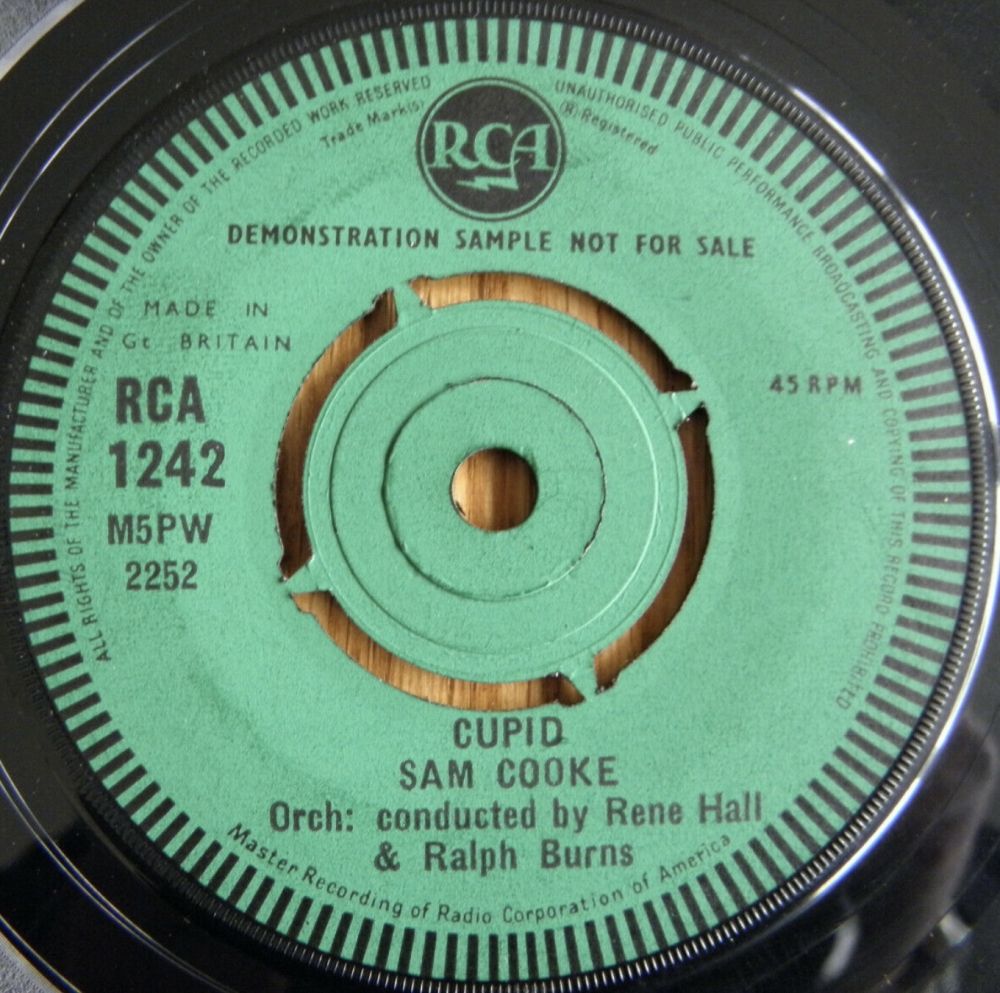 ALL RIGHTS OF THE MANUFACTURER AND OF THE OWNER OF THE RECORDED WORK RESERVED
UNAUTHORISED PUBLIC PERFORMANCE BROADCASTING AND COPYING OF THIS RECORD PROHIBITED
Trade Mark(s)
RCA
(R) Registered
DEMONSTRATION SAMPLE NOT FOR SALE
MADE IN
Gt BRITAIN
RCA
1242
M5PW
2252
45 RPM
CUPID
SAM COOKE
Orch: conducted by Rene Hall
& Ralph Burns
Master Recording of Radio Corporation of America